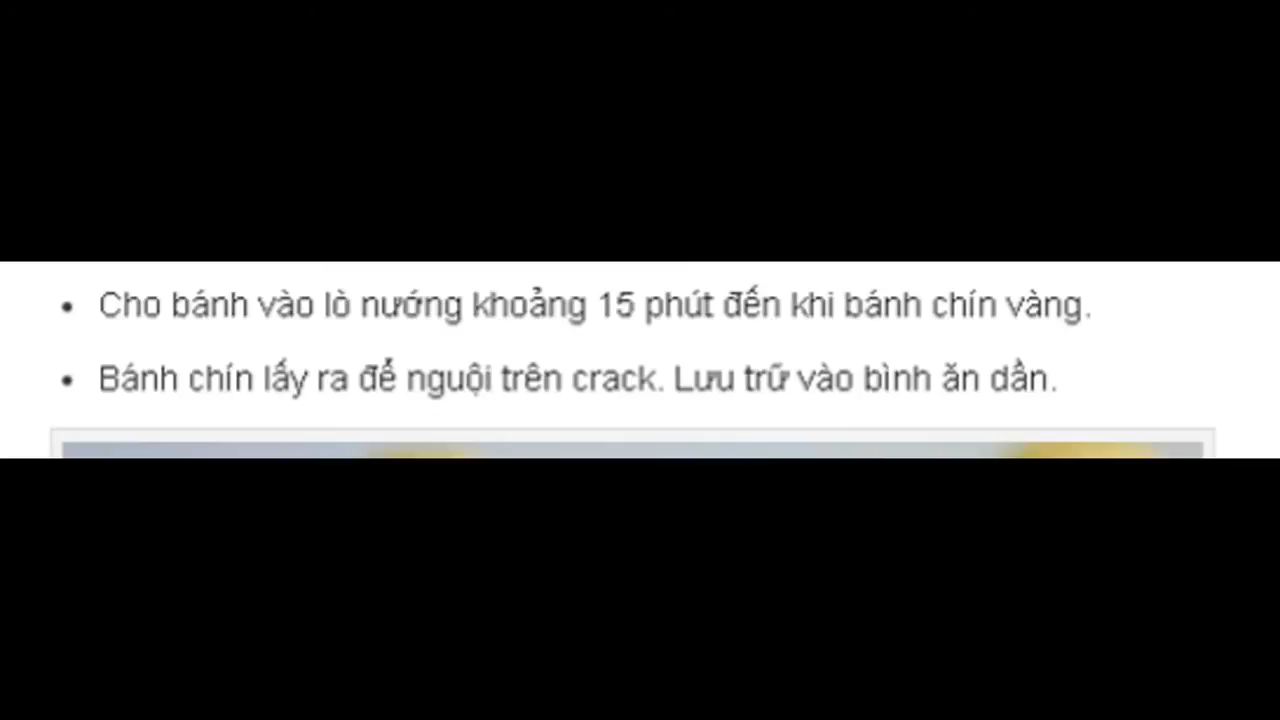 • Cho bánh vào lò nướng khoảng 15 phút đến khi bánh chín vàng.
• Bánh chín lấy ra để nguội trên crack. Lưu trữ vào bình ăn dần.